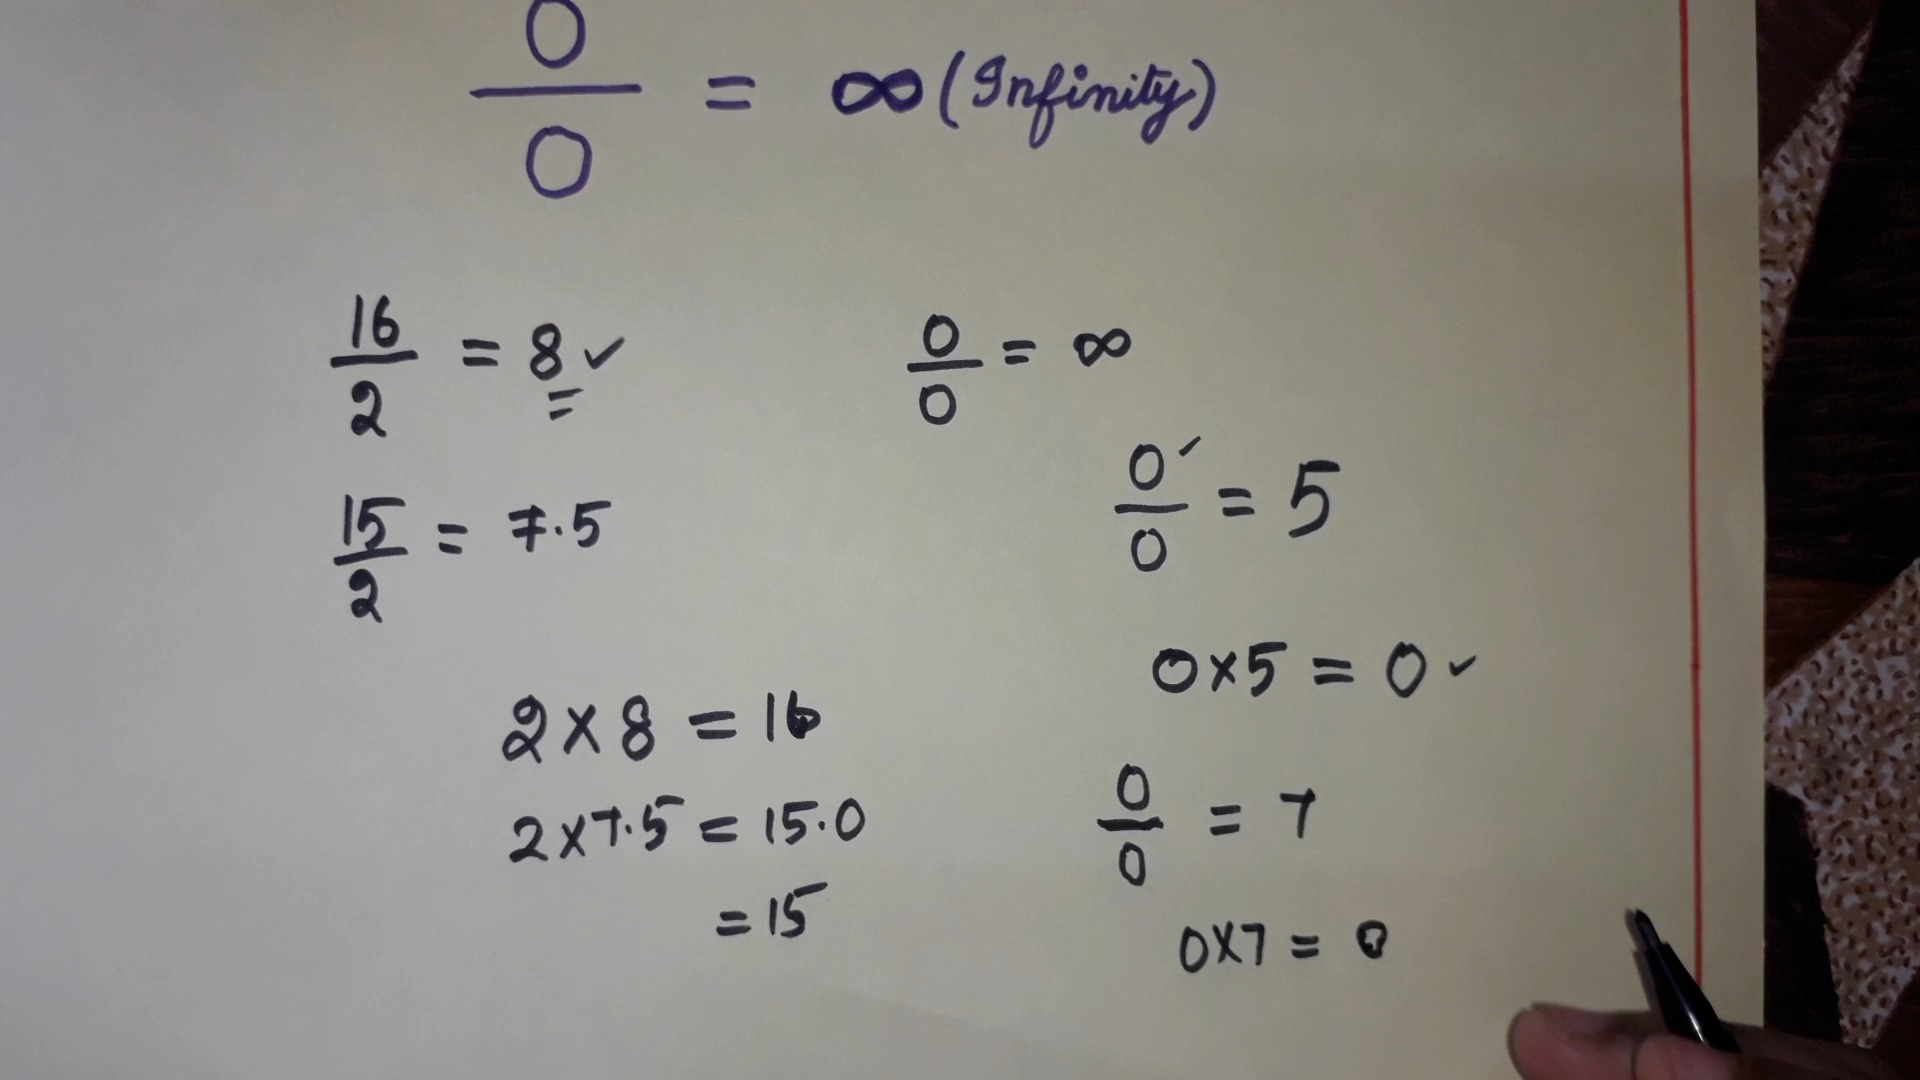 0/0 = ∞ (Infinity)
16/2 = 8 ✓
0/0 = ∞
15/2 = 7.5
0/0 = 5
0×5 = 0 ✓
2×8 = 16
2×7.5 = 15.0
= 15
0/0 = 7
0×7 = 0